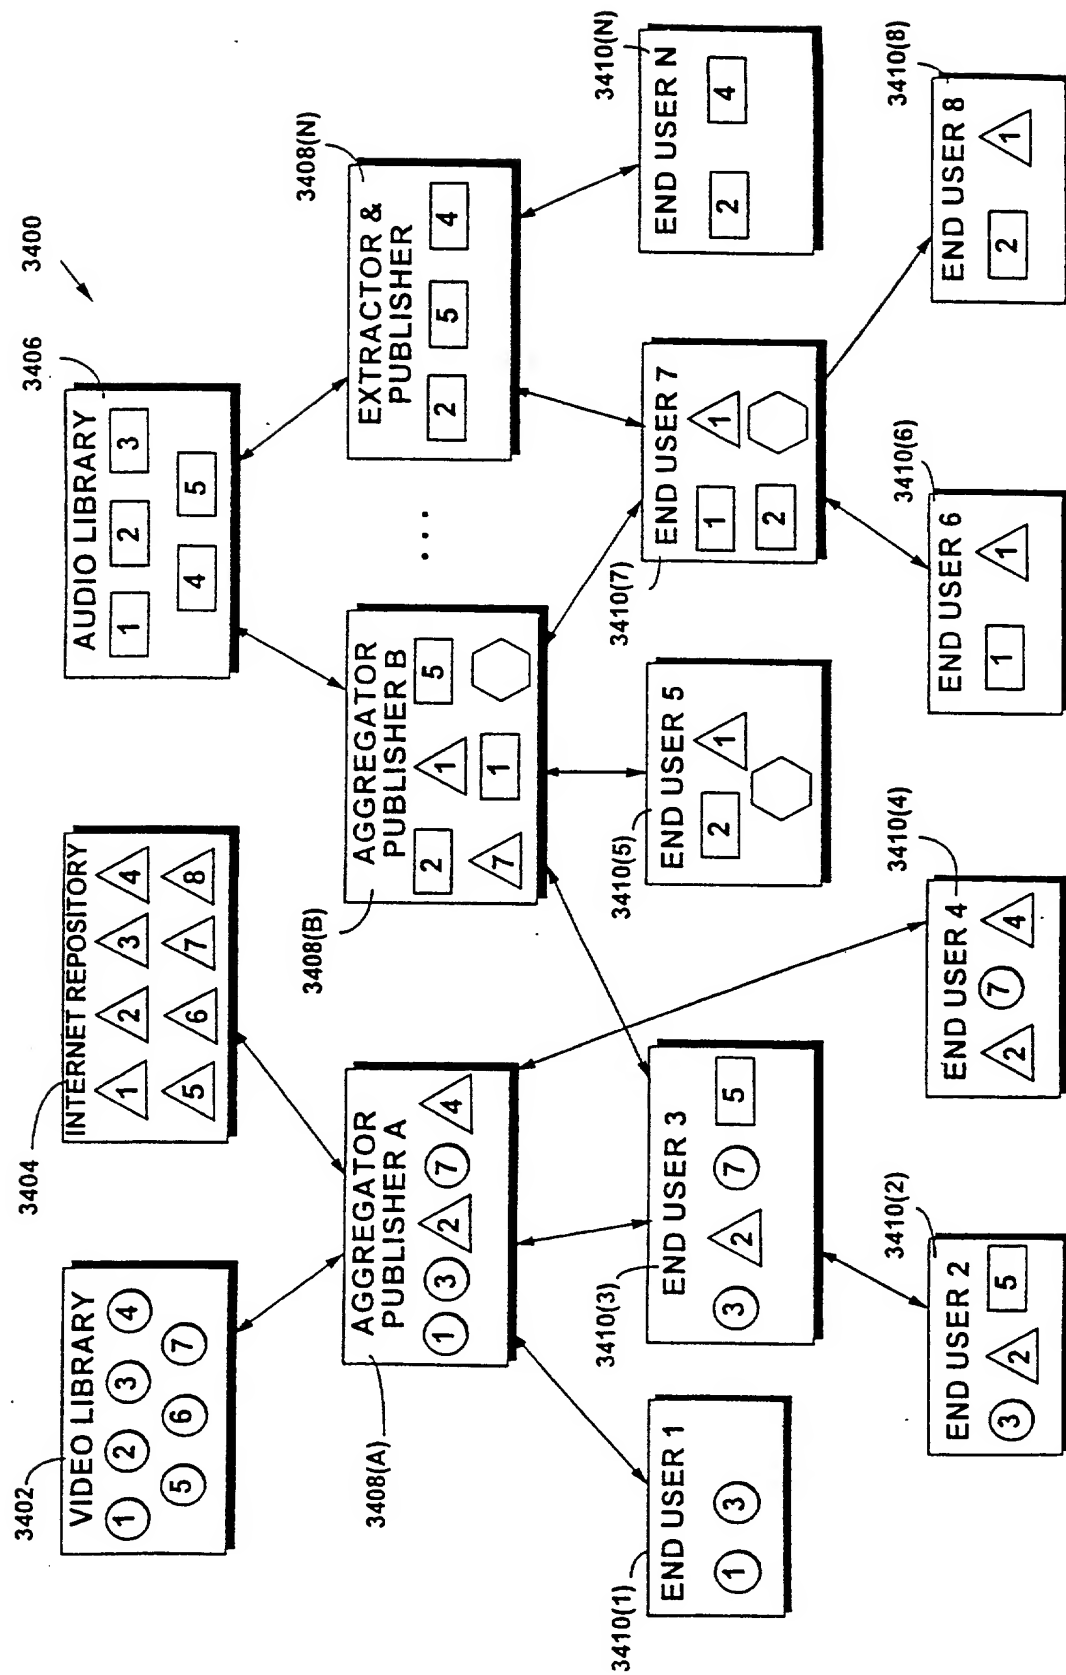 3400
3402
VIDEO LIBRARY
1 2 3 4
5 6 7
3404
INTERNET REPOSITORY
1 2 3 4
5 6 7 8
3406
AUDIO LIBRARY
1 2 3
4 5
3408(A)
AGGREGATOR
PUBLISHER A
1 3 2 7 4
3408(B)
AGGREGATOR
PUBLISHER B
2 1 5
7 1
...
3408(N)
EXTRACTOR &
PUBLISHER
2 5 4
3410(1)
END USER 1
1 3
3410(3)
END USER 3
3 2 7 5
3410(5)
END USER 5
2 1
3410(7)
END USER 7
1 1
2
3410(N)
END USER N
2 4
3410(2)
END USER 2
3 2 5
3410(4)
END USER 4
2 7 4
3410(6)
END USER 6
1 1
3410(8)
END USER 8
2 1